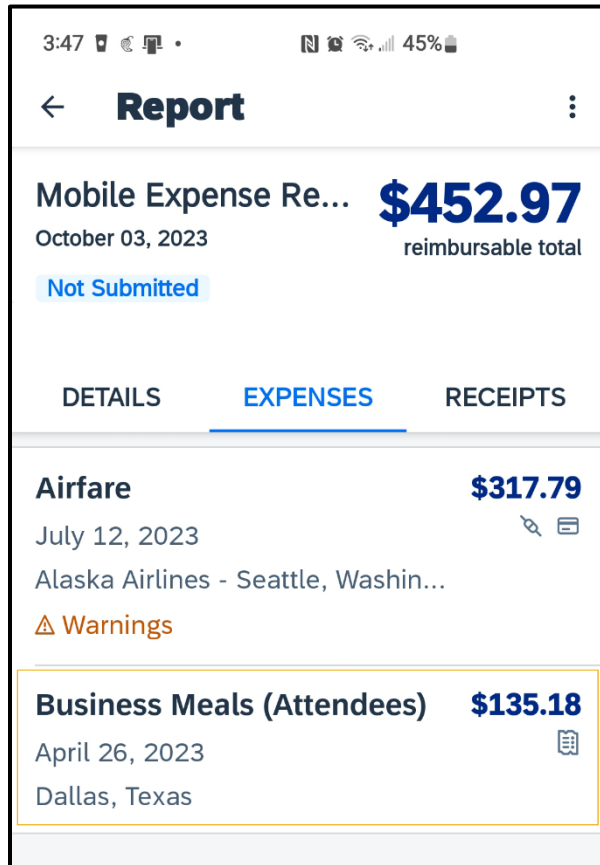 3:47 45%
Report
Mobile Expense Re... $452.97
October 03, 2023 reimbursable total
Not Submitted
DETAILS EXPENSES RECEIPTS
Airfare $317.79
July 12, 2023
Alaska Airlines - Seattle, Washin...
Warnings
Business Meals (Attendees) $135.18
April 26, 2023
Dallas, Texas